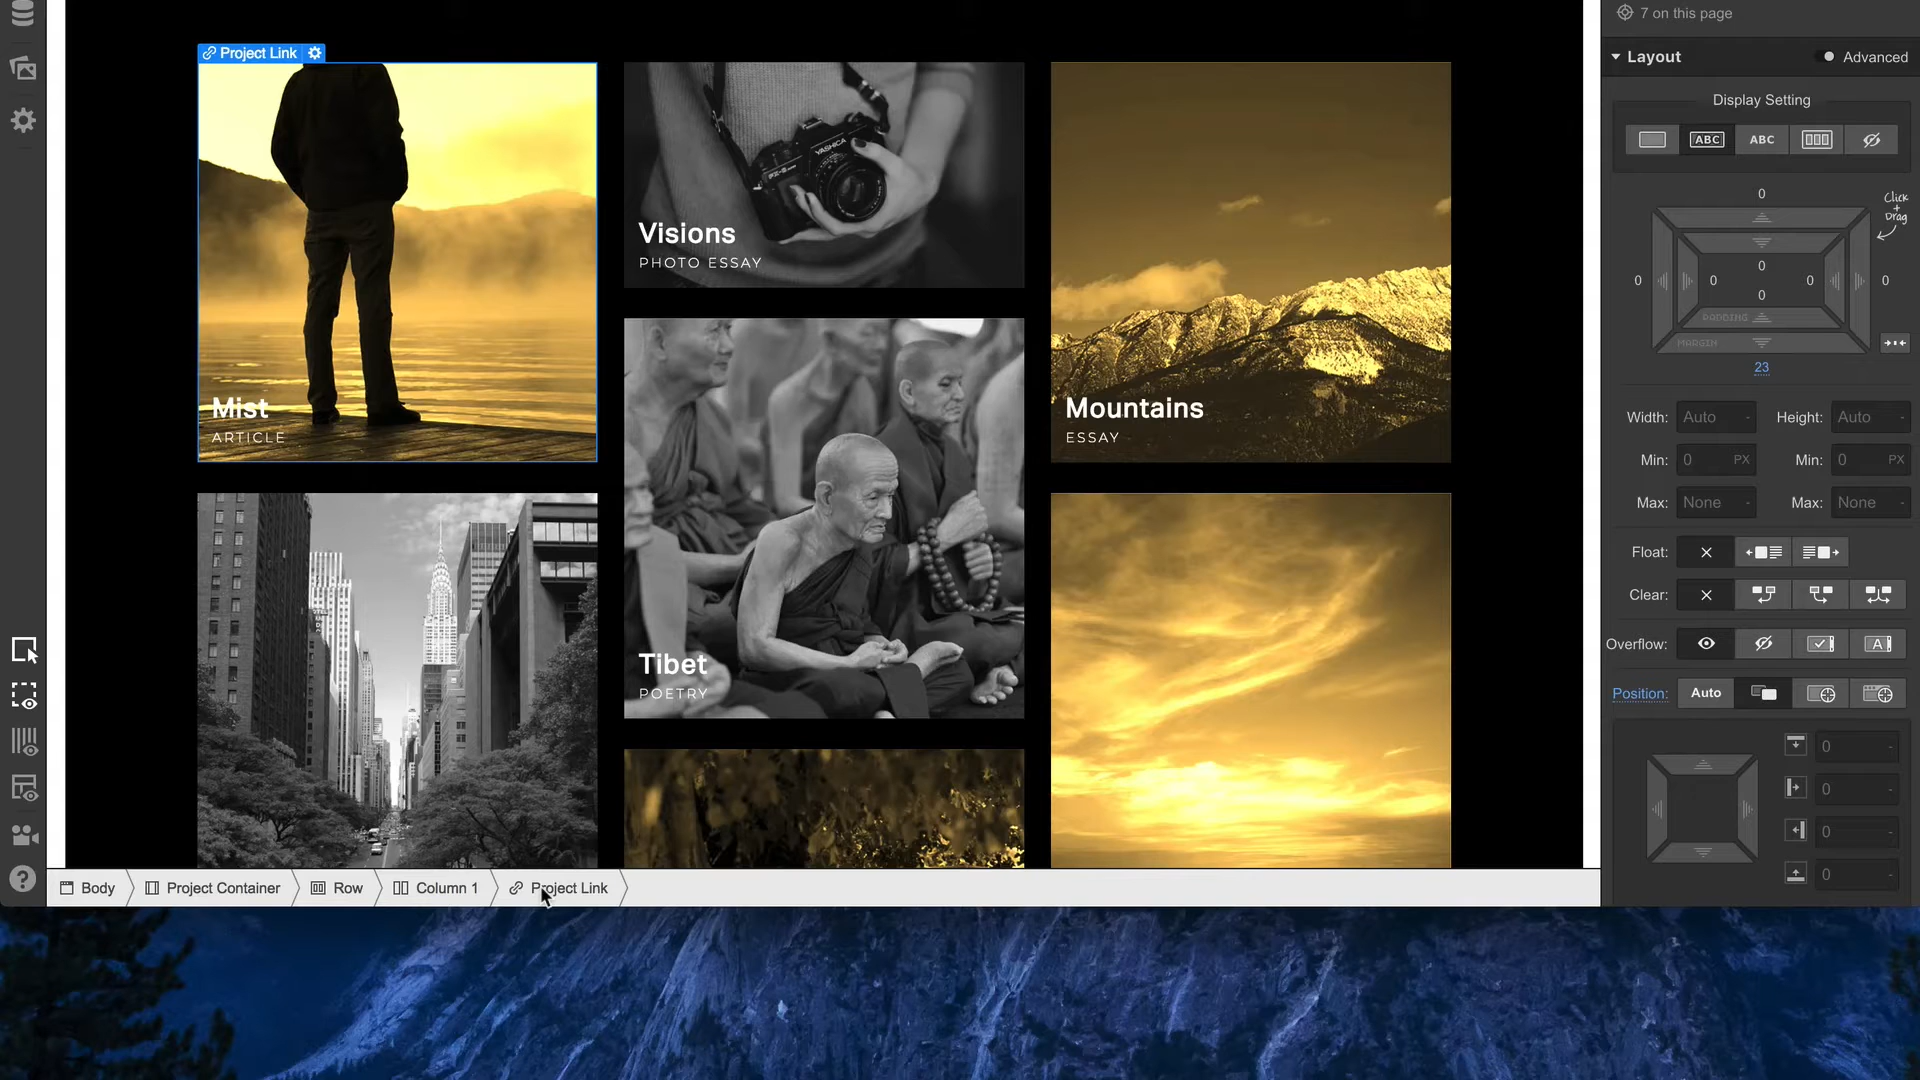 7 on this page
Layout
Advanced
Project Link
Display Setting
ABC
ABC
YASHICA
0
Click
+
Drag
Visions
PHOTO ESSAY
0
0
0
0
0
0
PADDING
MARGIN
23
Mist
ARTICLE
Mountains
ESSAY
Width: Auto -
Height: Auto -
Min: 0 PX
Min: 0 PX
Max: None -
Max: None -
Float:
Clear:
Overflow:
A
Tibet
POETRY
Position:
Auto
0 -
0 -
0 -
0 -
Body
Project Container
Row
Column 1
Project Link
?